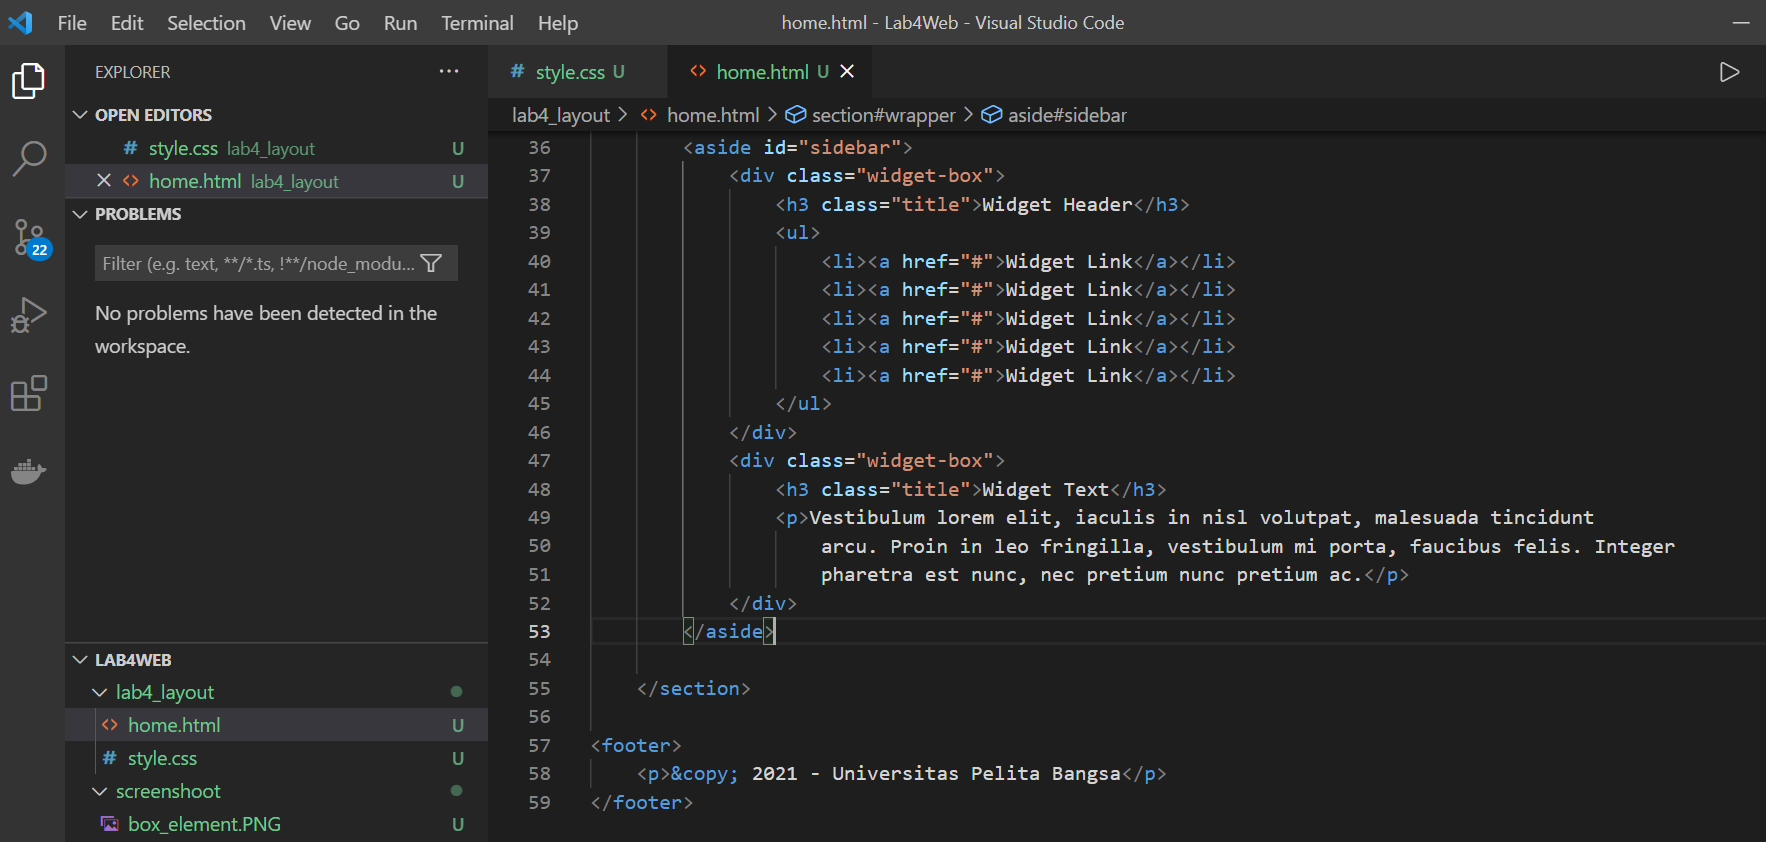 File Edit Selection View Go Run Terminal Help
home.html - Lab4Web - Visual Studio Code
EXPLORER
OPEN EDITORS
# style.css lab4_layout U
home.html lab4_layout U
PROBLEMS
Filter (e.g. text, **/*.ts, !**/node_modu...
No problems have been detected in the
workspace.
22
LAB4WEB
lab4_layout
home.html U
# style.css U
screenshoot
box_element.PNG U
# style.css U
<> home.html U
lab4_layout > <> home.html > section#wrapper > aside#sidebar
36 <aside id="sidebar">
37 <div class="widget-box">
38 <h3 class="title">Widget Header</h3>
39 <ul>
40 <li><a href="#">Widget Link</a></li>
41 <li><a href="#">Widget Link</a></li>
42 <li><a href="#">Widget Link</a></li>
43 <li><a href="#">Widget Link</a></li>
44 <li><a href="#">Widget Link</a></li>
45 </ul>
46 </div>
47 <div class="widget-box">
48 <h3 class="title">Widget Text</h3>
49 <p>Vestibulum lorem elit, iaculis in nisl volutpat, malesuada tincidunt
50 arcu. Proin in leo fringilla, vestibulum mi porta, faucibus felis. Integer
51 pharetra est nunc, nec pretium nunc pretium ac.</p>
52 </div>
53 </aside>
54
55 </section>
56
57 <footer>
58 <p>&copy; 2021 - Universitas Pelita Bangsa</p>
59 </footer>